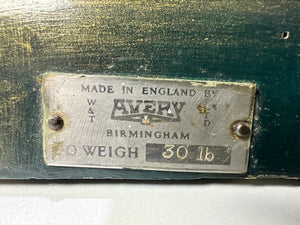 MADE IN ENGLAND BY
W & T AVERY
BIRMINGHAM
TO WEIGH 30 lb